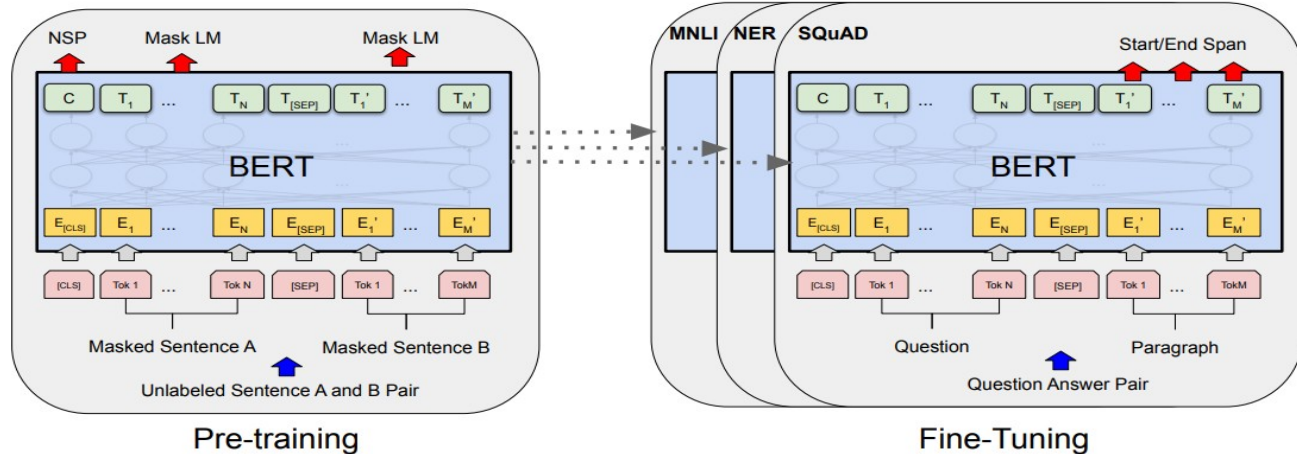 NSP Mask LM Mask LM
C T1 ... TN T[SEP] T1' ... TM'
BERT
E[CLS] E1 ... EN E[SEP] E1' ... EM'
[CLS] Tok 1 ... Tok N [SEP] Tok 1 ... TokM
Masked Sentence A Masked Sentence B
Unlabeled Sentence A and B Pair
Pre-training
MNLI NER SQuAD
Start/End Span
C T1 ... TN T[SEP] T1' ... TM'
BERT
E[CLS] E1 ... EN E[SEP] E1' ... EM'
[CLS] Tok 1 ... Tok N [SEP] Tok 1 ... TokM
Question Paragraph
Question Answer Pair
Fine-Tuning